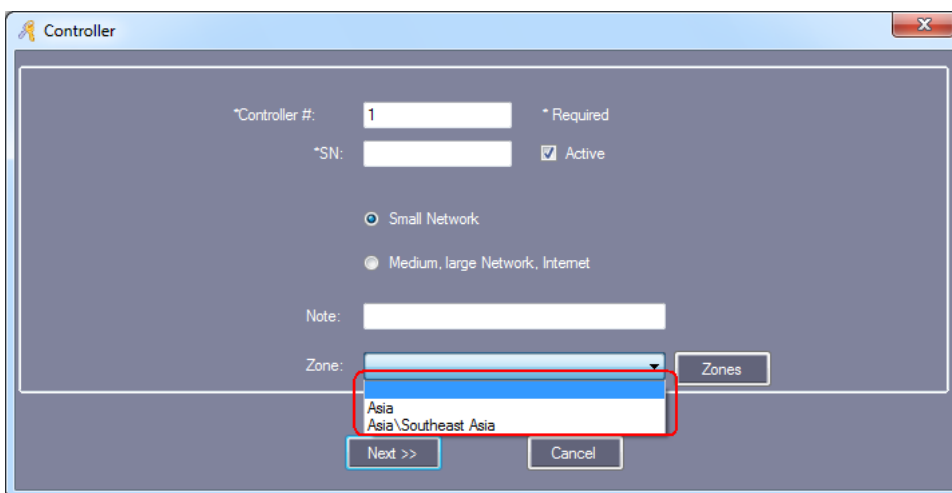 Controller
*Controller #: 1 * Required
*SN: Active
Small Network
Medium, large Network, Internet
Note:
Zone: Zones
Asia
Asia\Southeast Asia
Next >> Cancel